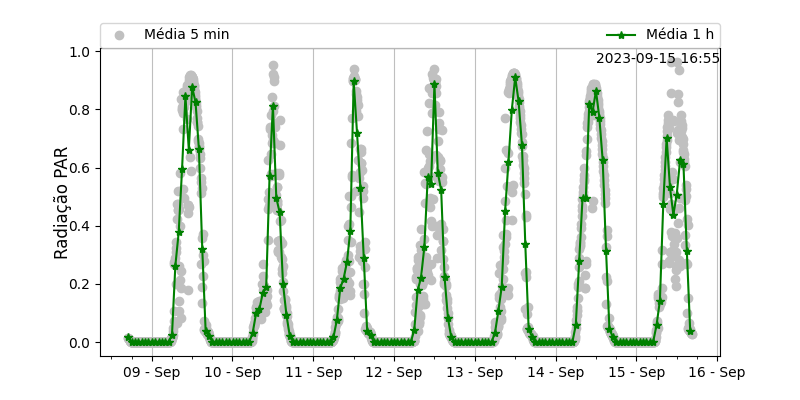 Média 5 min
Média 1 h
2023-09-15 16:55
Radiação PAR
1.0
0.8
0.6
0.4
0.2
0.0
09 - Sep
10 - Sep
11 - Sep
12 - Sep
13 - Sep
14 - Sep
15 - Sep
16 - Sep